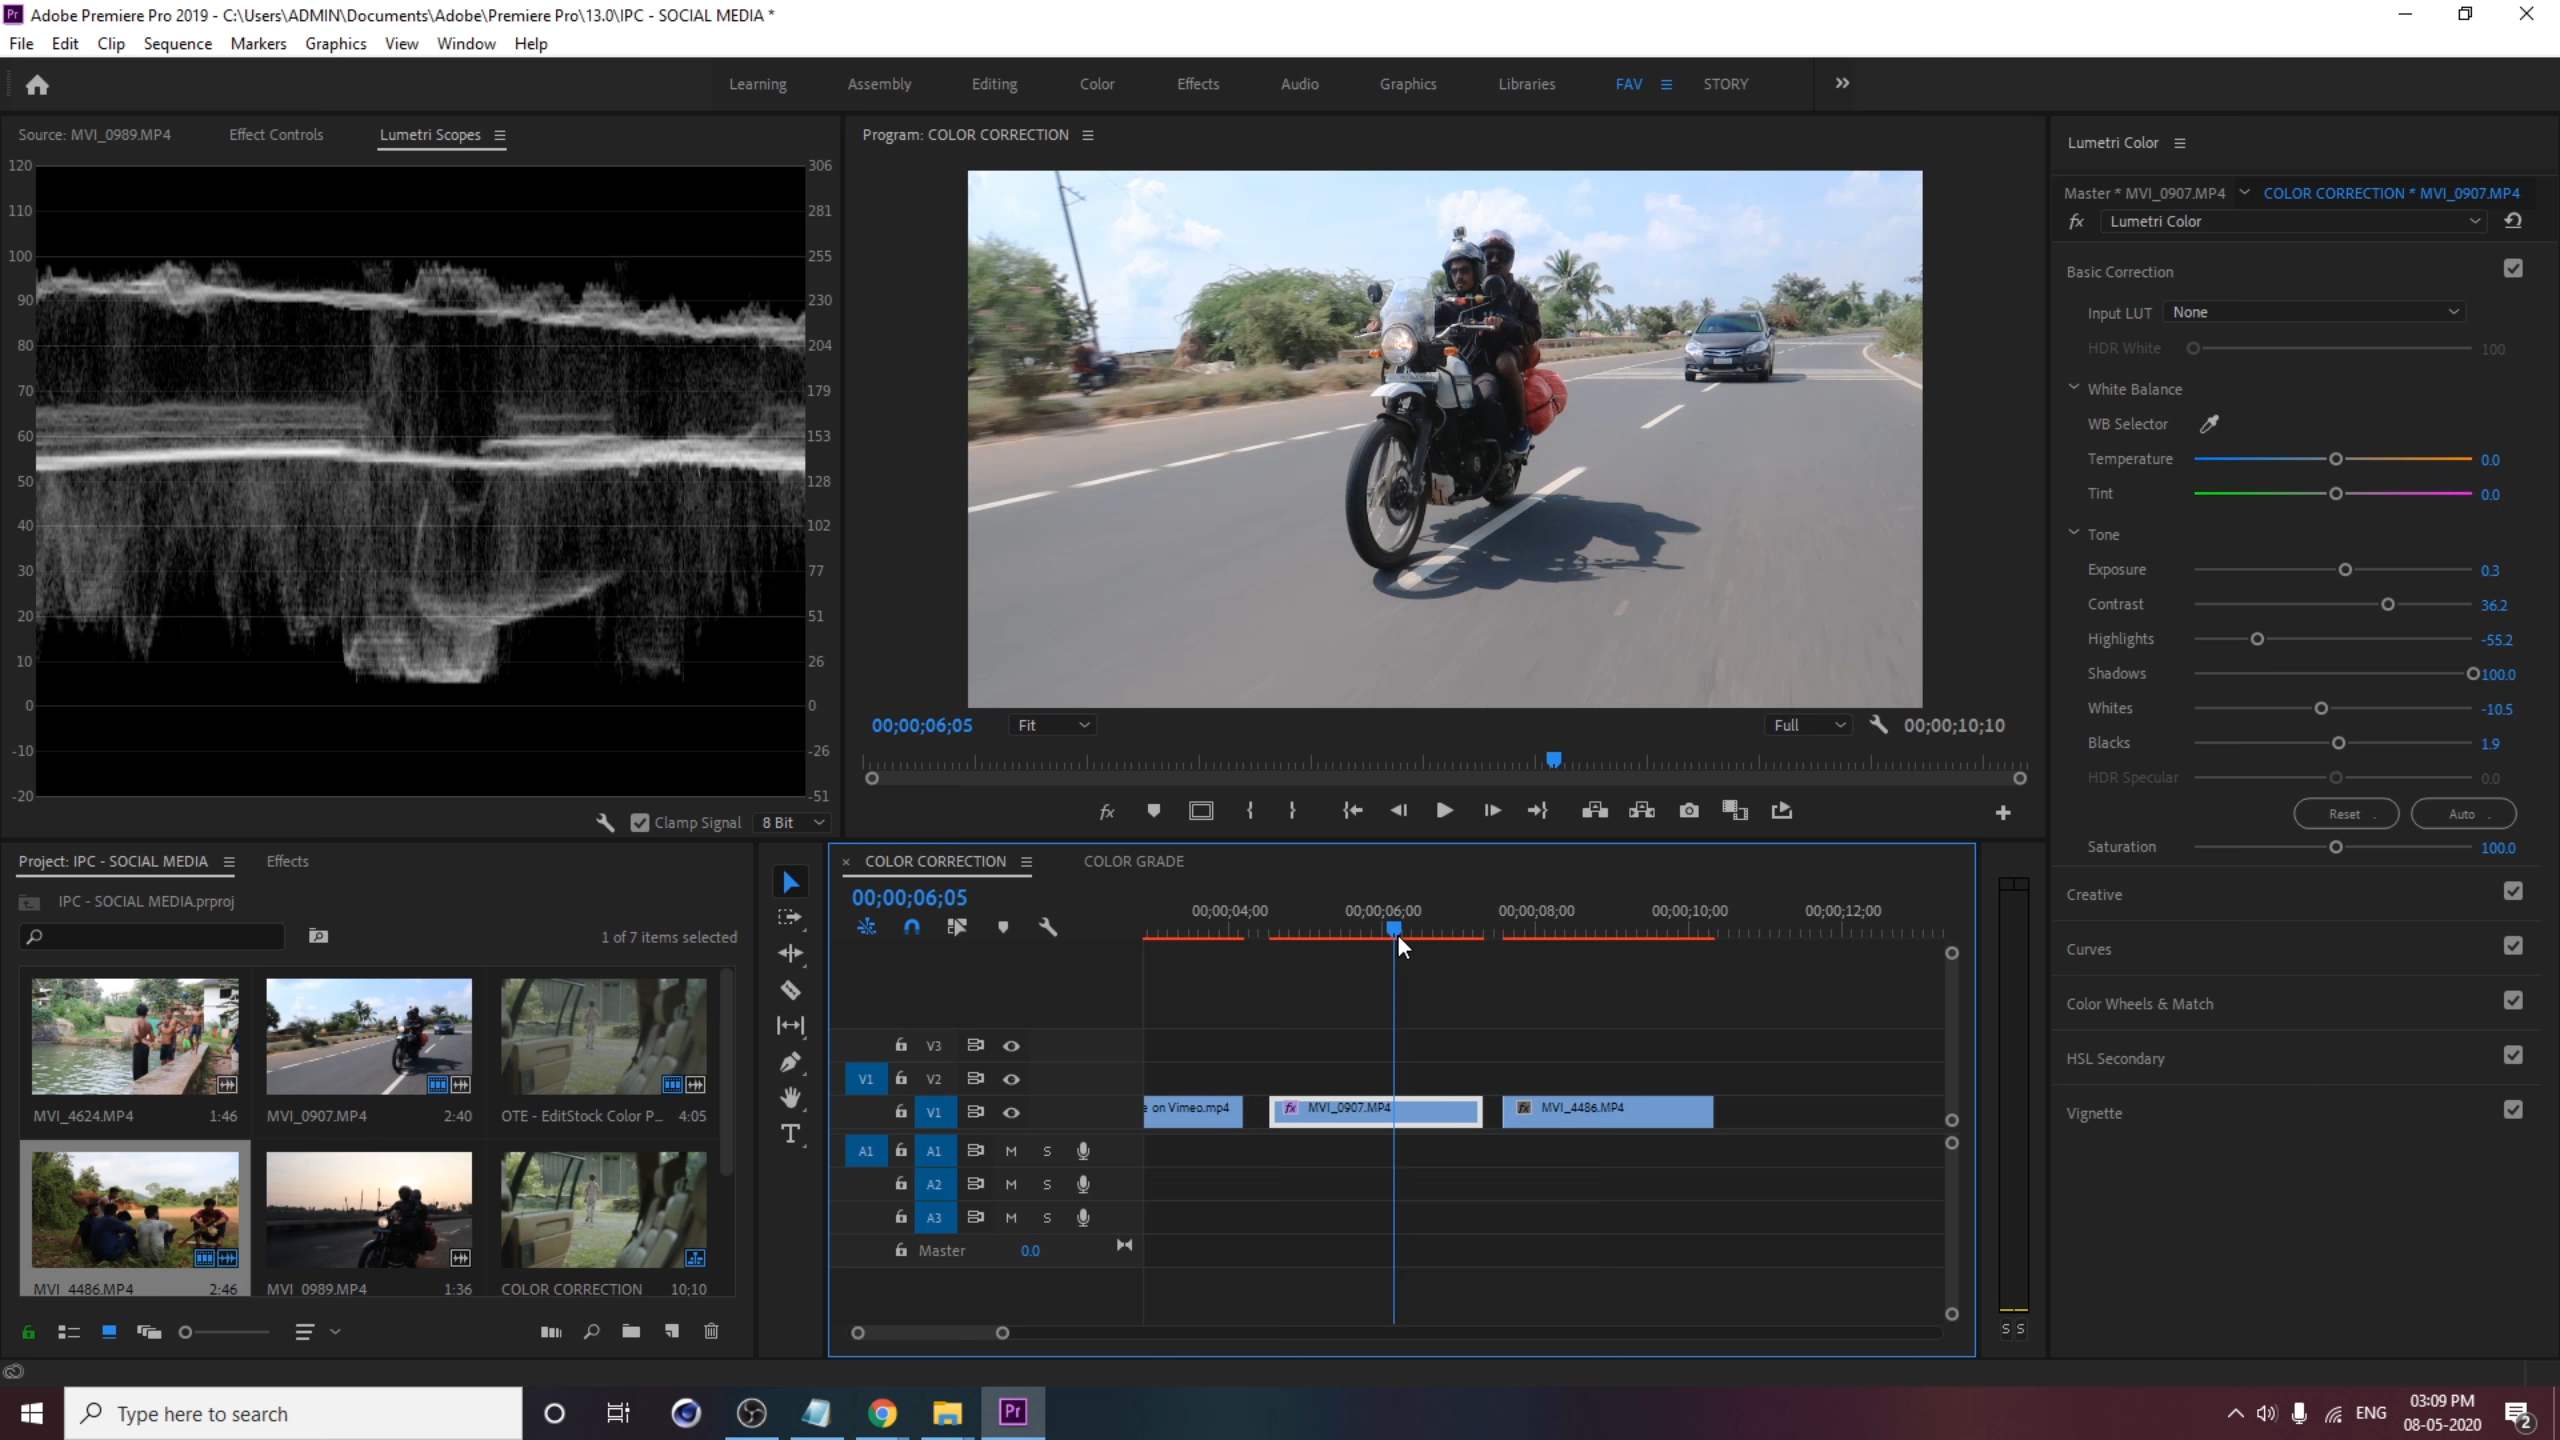 Adobe Premiere Pro 2019 - C:\Users\ADMIN\Documents\Adobe\Premiere Pro\13.0\IPC - SOCIAL MEDIA *
File Edit Clip Sequence Markers Graphics View Window Help
Learning Assembly Editing Color Effects Audio Graphics Libraries FAV STORY
Source: MVI_0989.MP4 Effect Controls Lumetri Scopes
120 306
110 281
100 255
90 230
80 204
70 179
60 153
50 128
40 102
30 77
20 51
10 26
0 0
-10 -26
-20 -51
Clamp Signal 8 Bit
Program: COLOR CORRECTION
00;00;06;05 Fit Full 00;00;10;10
Lumetri Color
Master * MVI_0907.MP4 COLOR CORRECTION * MVI_0907.MP4
fx Lumetri Color
Basic Correction
Input LUT None
HDR White 100
White Balance
WB Selector
Temperature 0.0
Tint 0.0
Tone
Exposure 0.3
Contrast 36.2
Highlights -55.2
Shadows 100.0
Whites -10.5
Blacks 1.9
HDR Specular 0.0
Reset Auto
Saturation 100.0
Creative
Curves
Color Wheels & Match
HSL Secondary
Vignette
Project: IPC - SOCIAL MEDIA Effects
IPC - SOCIAL MEDIA.prproj
1 of 7 items selected
MVI_4624.MP4 1:46
MVI_0907.MP4 2:40
OTE - EditStock Color P... 4:05
MVI_4486.MP4 2:46
MVI_0989.MP4 1:36
COLOR CORRECTION 10;10
fx
T
× COLOR CORRECTION COLOR GRADE
00;00;06;05
00;00;04;00 00;00;06;00 00;00;08;00 00;00;10;00 00;00;12;00
V3
V1 V2
V1 e on Vimeo.mp4 fx MVI_0907.MP4 fx MVI_4486.MP4
A1 A1 M S
A2 M S
A3 M S
Master 0.0
S S
Type here to search
Pr
ENG
03:09 PM
08-05-2020
2